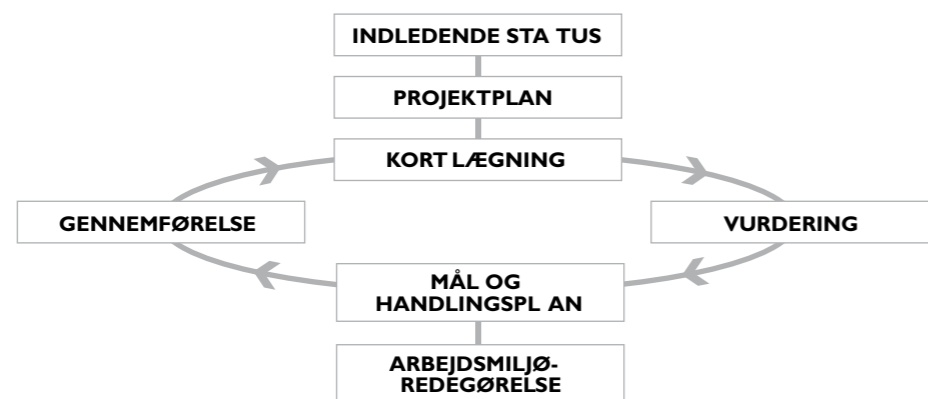 INDLEDENDE STA TUS
PROJEKTPLAN
KORT LÆGNING
GENNEMFØRELSE
VURDERING
MÅL OG
HANDLINGSPL AN
ARBEJDSMILJØ-
REDEGØRELSE